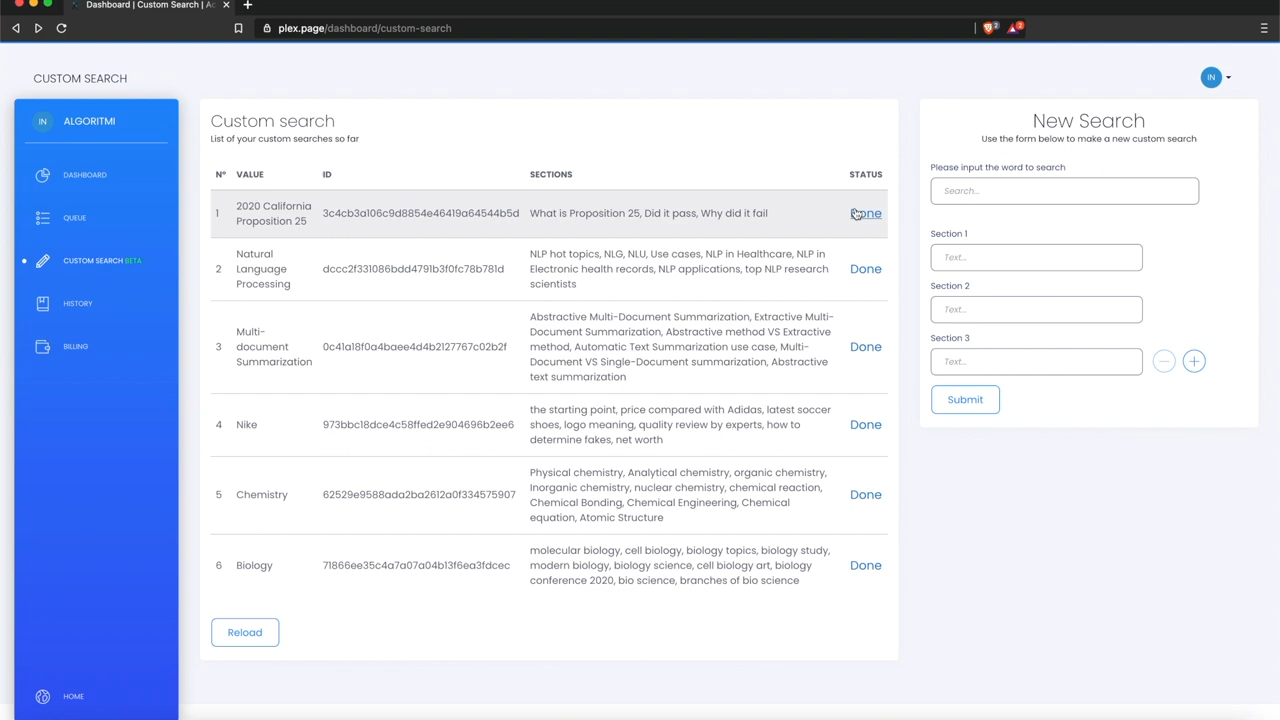 Dashboard | Custom Search | Ac
plex.page/dashboard/custom-search
2
2
CUSTOM SEARCH
IN
IN ALGORITMI
DASHBOARD
QUEUE
CUSTOM SEARCH BETA
HISTORY
BILLING
HOME
Custom search
List of your custom searches so far
Nº VALUE ID SECTIONS STATUS
1 2020 California Proposition 25 3c4cb3a106c9d8854e46419a64544b5d What is Proposition 25, Did it pass, Why did it fail Done
2 Natural Language Processing dccc2f331086bdd4791b3f0fc78b781d NLP hot topics, NLG, NLU, Use cases, NLP in Healthcare, NLP in Electronic health records, NLP applications, top NLP research scientists Done
3 Multi-document Summarization 0c41a18f0a4baee4d4b2127767c02b2f Abstractive Multi-Document Summarization, Extractive Multi-Document Summarization, Abstractive method VS Extractive method, Automatic Text Summarization use case, Multi-Document VS Single-Document summarization, Abstractive text summarization Done
4 Nike 973bbc18dce4c58ffed2e904696b2ee6 the starting point, price compared with Adidas, latest soccer shoes, logo meaning, quality review by experts, how to determine fakes, net worth Done
5 Chemistry 62529e9588ada2ba2612a0f334575907 Physical chemistry, Analytical chemistry, organic chemistry, Inorganic chemistry, nuclear chemistry, chemical reaction, Chemical Bonding, Chemical Engineering, Chemical equation, Atomic Structure Done
6 Biology 71866ee35c4a7a07a04b13f6ea3fdcec molecular biology, cell biology, biology topics, biology study, modern biology, biology science, cell biology art, biology conference 2020, bio science, branches of bio science Done
Reload
New Search
Use the form below to make a new custom search
Please input the word to search
Search...
Section 1
Text...
Section 2
Text...
Section 3
Text...
Submit